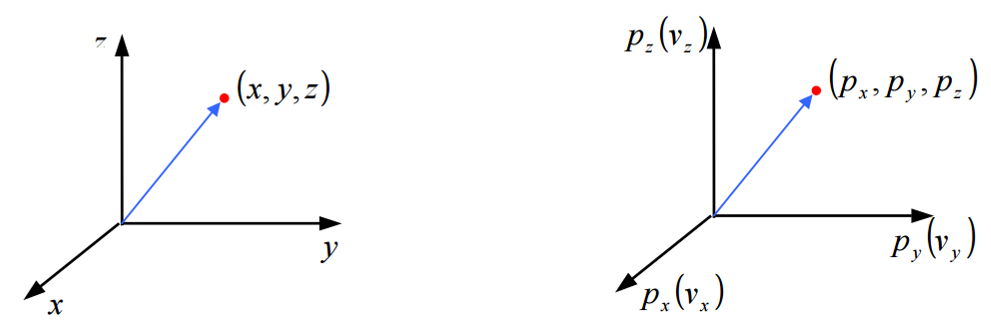 z
(x, y, z)
y
x
p_z(v_z)
(p_x, p_y, p_z)
p_y(v_y)
p_x(v_x)